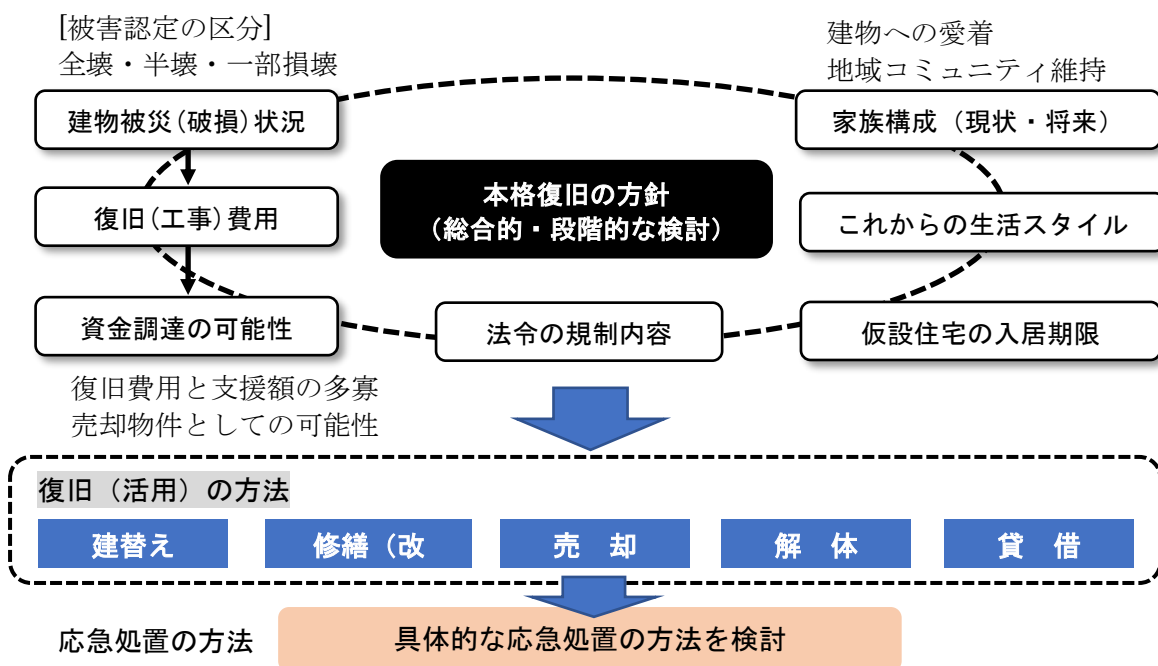 [被害認定の区分]
全壊・半壊・一部損壊
建物への愛着
地域コミュニティ維持
建物被災(破損)状況
家族構成（現状・将来）
本格復旧の方針
（総合的・段階的な検討）
復旧(工事)費用
これからの生活スタイル
資金調達の可能性
法令の規制内容
仮設住宅の入居期限
復旧費用と支援額の多寡
売却物件としての可能性
復旧（活用）の方法
建替え
修繕（改
売　却
解　体
貸　借
応急処置の方法
具体的な応急処置の方法を検討